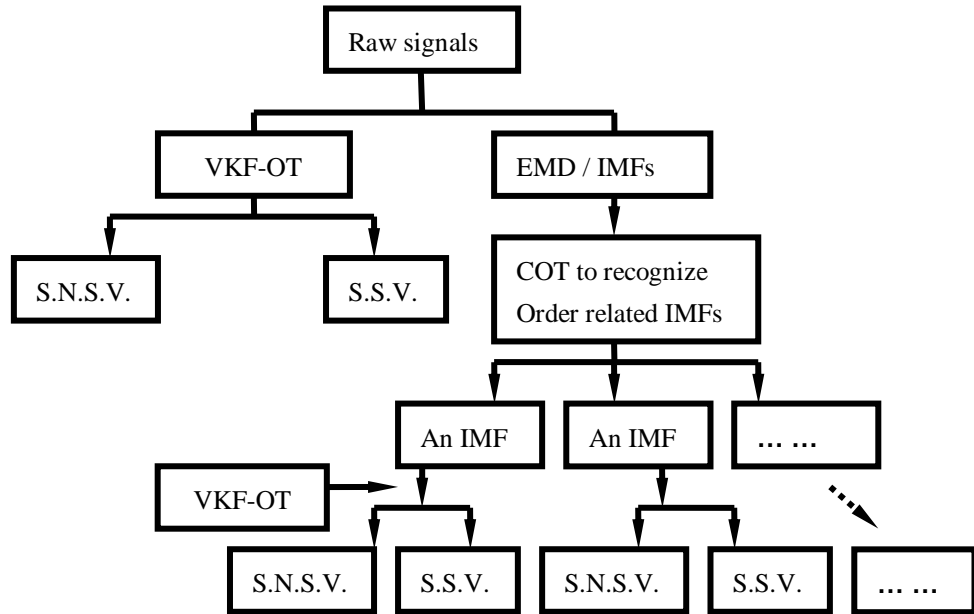 Raw signals
VKF-OT
EMD / IMFs
S.N.S.V.
S.S.V.
COT to recognize
Order related IMFs
An IMF
An IMF
... ...
VKF-OT
S.N.S.V.
S.S.V.
S.N.S.V.
S.S.V.
... ...